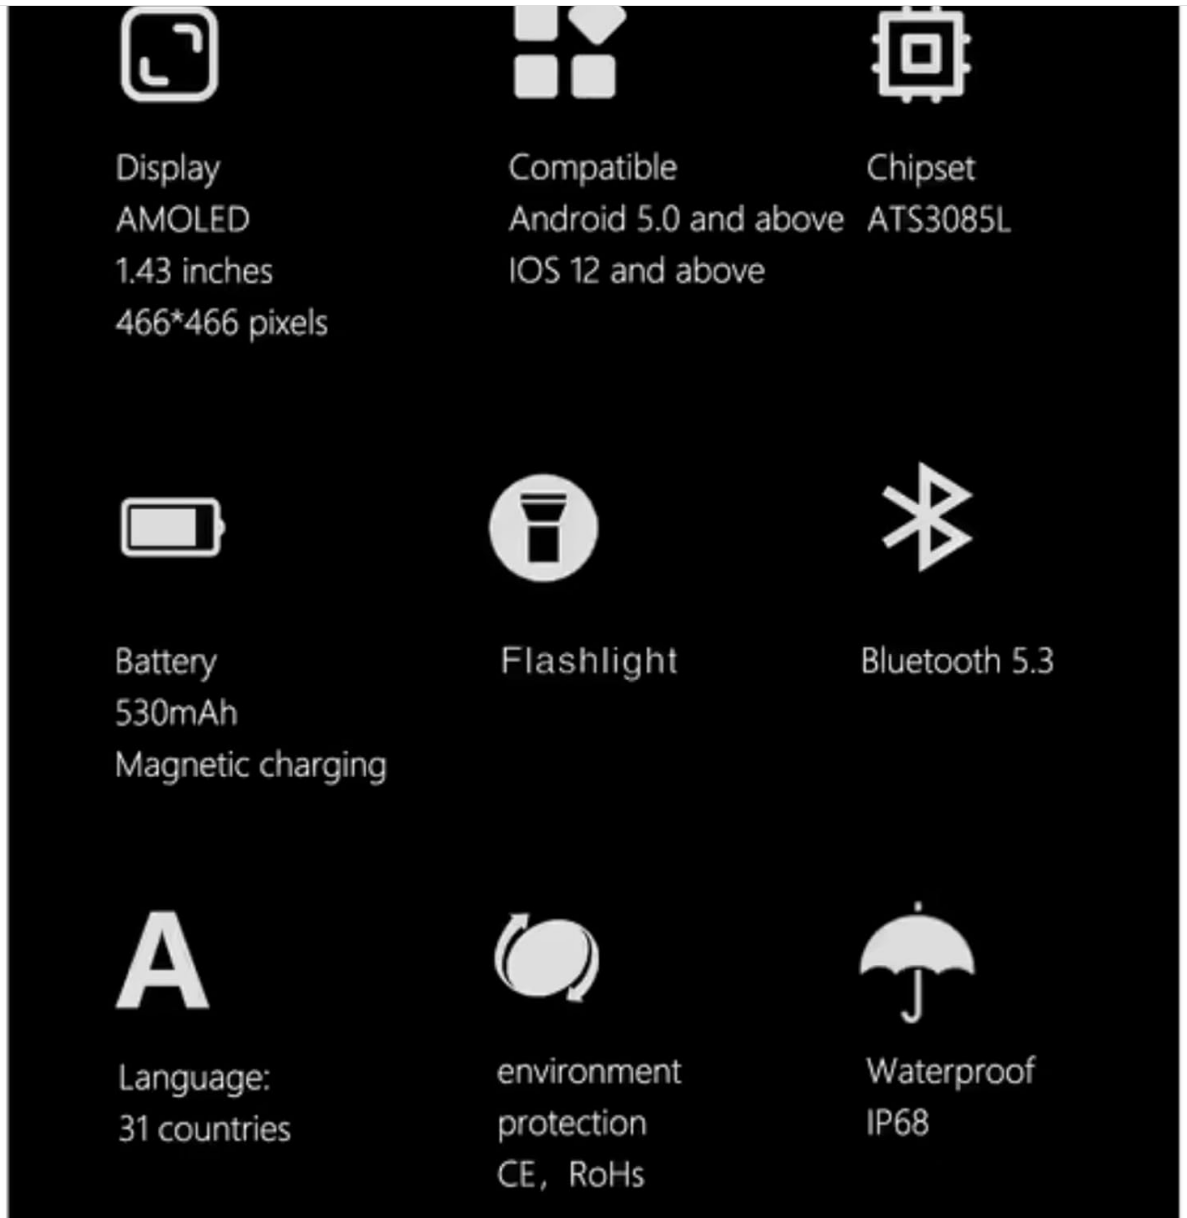 Display
AMOLED
1.43 inches
466*466 pixels
Compatible
Android 5.0 and above
IOS 12 and above
Chipset
ATS3085L
Battery
530mAh
Magnetic charging
Flashlight
Bluetooth 5.3
A
Language:
31 countries
environment
protection
CE, RoHs
Waterproof
IP68